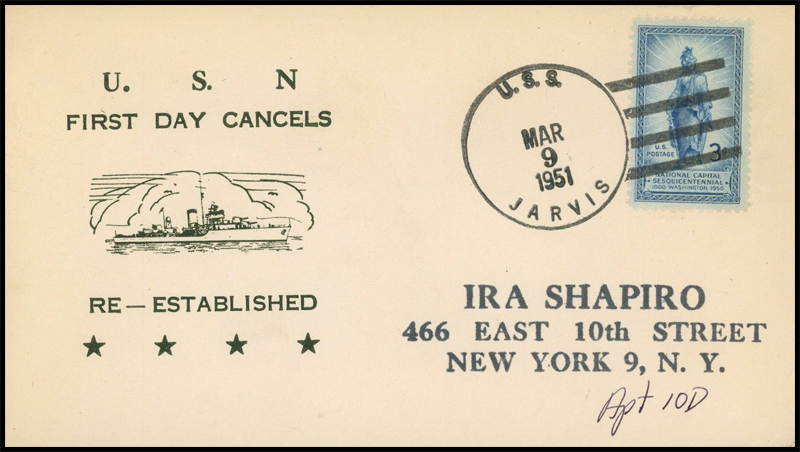 U. S. N
FIRST DAY CANCELS
RE—ESTABLISHED
U.S.S.
MAR
9
1951
JARVIS
U.S.
POSTAGE
3
NATIONAL CAPITAL
SESQUICENTENNIAL
WASHINGTON 1950
IRA SHAPIRO
466 EAST 10th STREET
NEW YORK 9, N. Y.
Apt 10D